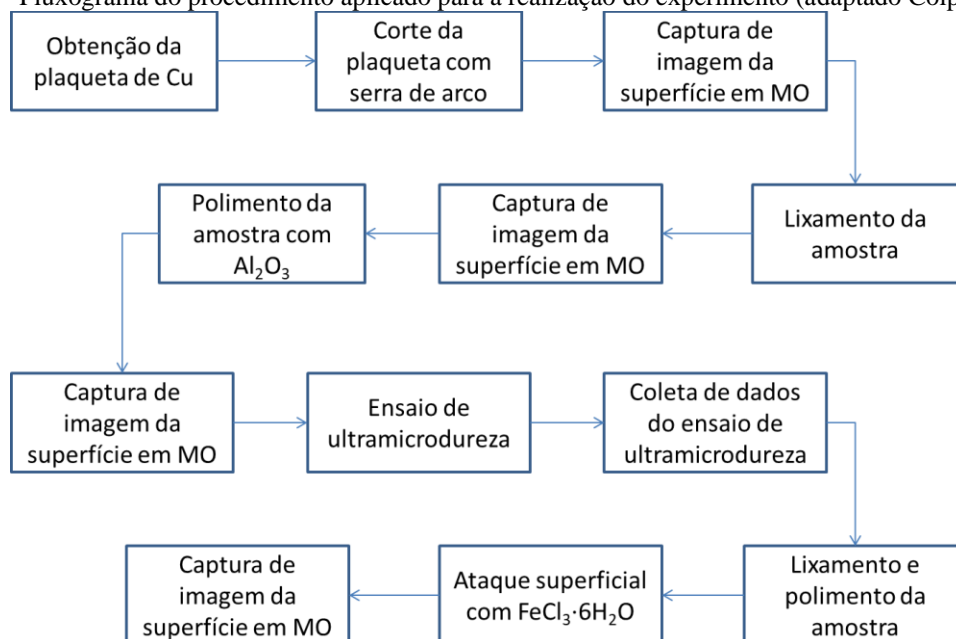 Fluxograma do procedimento aplicado para a realização do experimento (adaptado Colp
Obtenção da
plaqueta de Cu
Corte da
plaqueta com
serra de arco
Captura de
imagem da
superfície em MO
Lixamento da
amostra
Captura de
imagem da
superfície em MO
Polimento da
amostra com
Al₂O₃
Captura de
imagem da
superfície em MO
Ensaio de
ultramicrodureza
Coleta de dados
do ensaio de
ultramicrodureza
Lixamento e
polimento da
amostra
Ataque superficial
com FeCl₃·6H₂O
Captura de
imagem da
superfície em MO